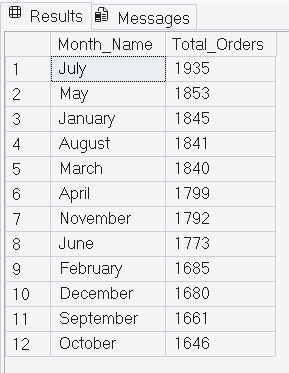 Results Messages
Month_Name Total_Orders
1 July 1935
2 May 1853
3 January 1845
4 August 1841
5 March 1840
6 April 1799
7 November 1792
8 June 1773
9 February 1685
10 December 1680
11 September 1661
12 October 1646